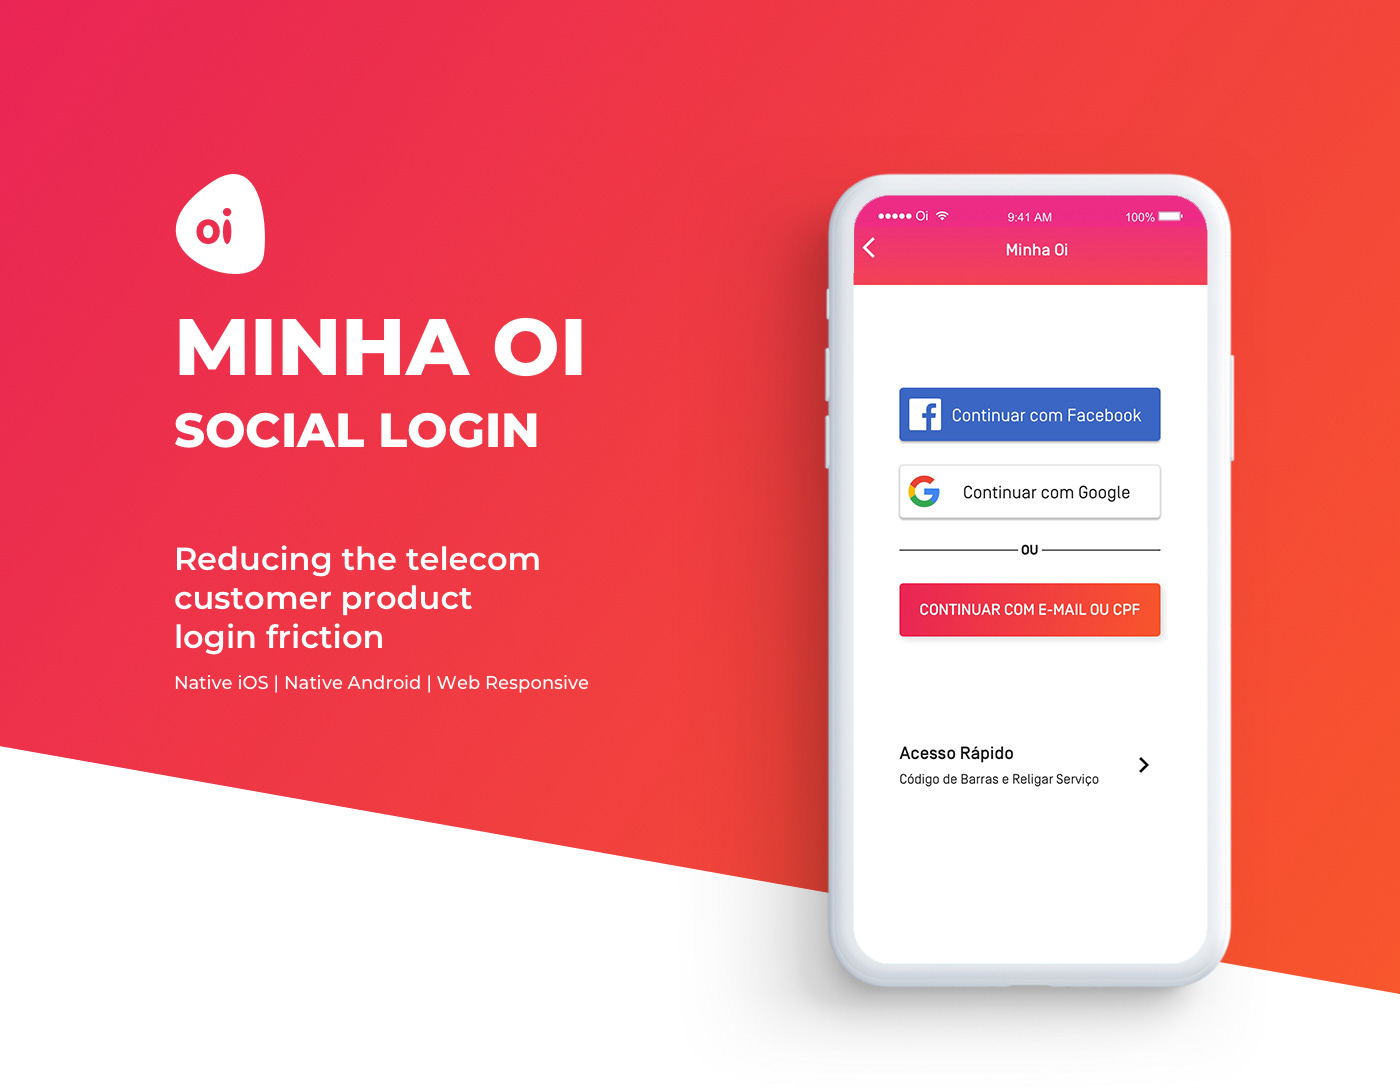 oi
MINHA OI
SOCIAL LOGIN
Reducing the telecom
customer product
login friction
Native iOS | Native Android | Web Responsive
Oi 9:41 AM 100%
Minha Oi
Continuar com Facebook
Continuar com Google
OU
CONTINUAR COM E-MAIL OU CPF
Acesso Rápido
Código de Barras e Religar Serviço